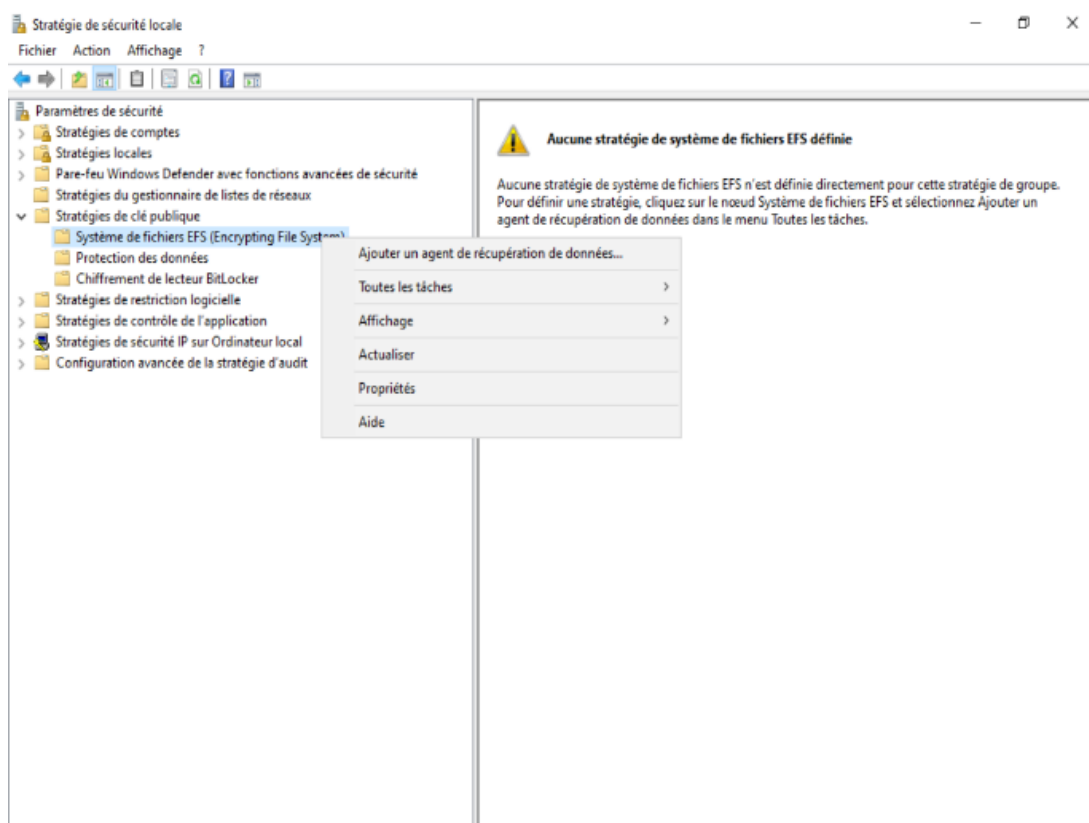 Stratégie de sécurité locale
Fichier Action Affichage ?
Paramètres de sécurité
Stratégies de comptes
Stratégies locales
Pare-feu Windows Defender avec fonctions avancées de sécurité
Stratégies du gestionnaire de listes de réseaux
Stratégies de clé publique
Système de fichiers EFS (Encrypting File System)
Protection des données
Chiffrement de lecteur BitLocker
Stratégies de restriction logicielle
Stratégies de contrôle de l'application
Stratégies de sécurité IP sur Ordinateur local
Configuration avancée de la stratégie d'audit
Ajouter un agent de récupération de données...
Toutes les tâches
Affichage
Actualiser
Propriétés
Aide
Aucune stratégie de système de fichiers EFS définie
Aucune stratégie de système de fichiers EFS n'est définie directement pour cette stratégie de groupe.
Pour définir une stratégie, cliquez sur le nœud Système de fichiers EFS et sélectionnez Ajouter un
agent de récupération de données dans le menu Toutes les tâches.